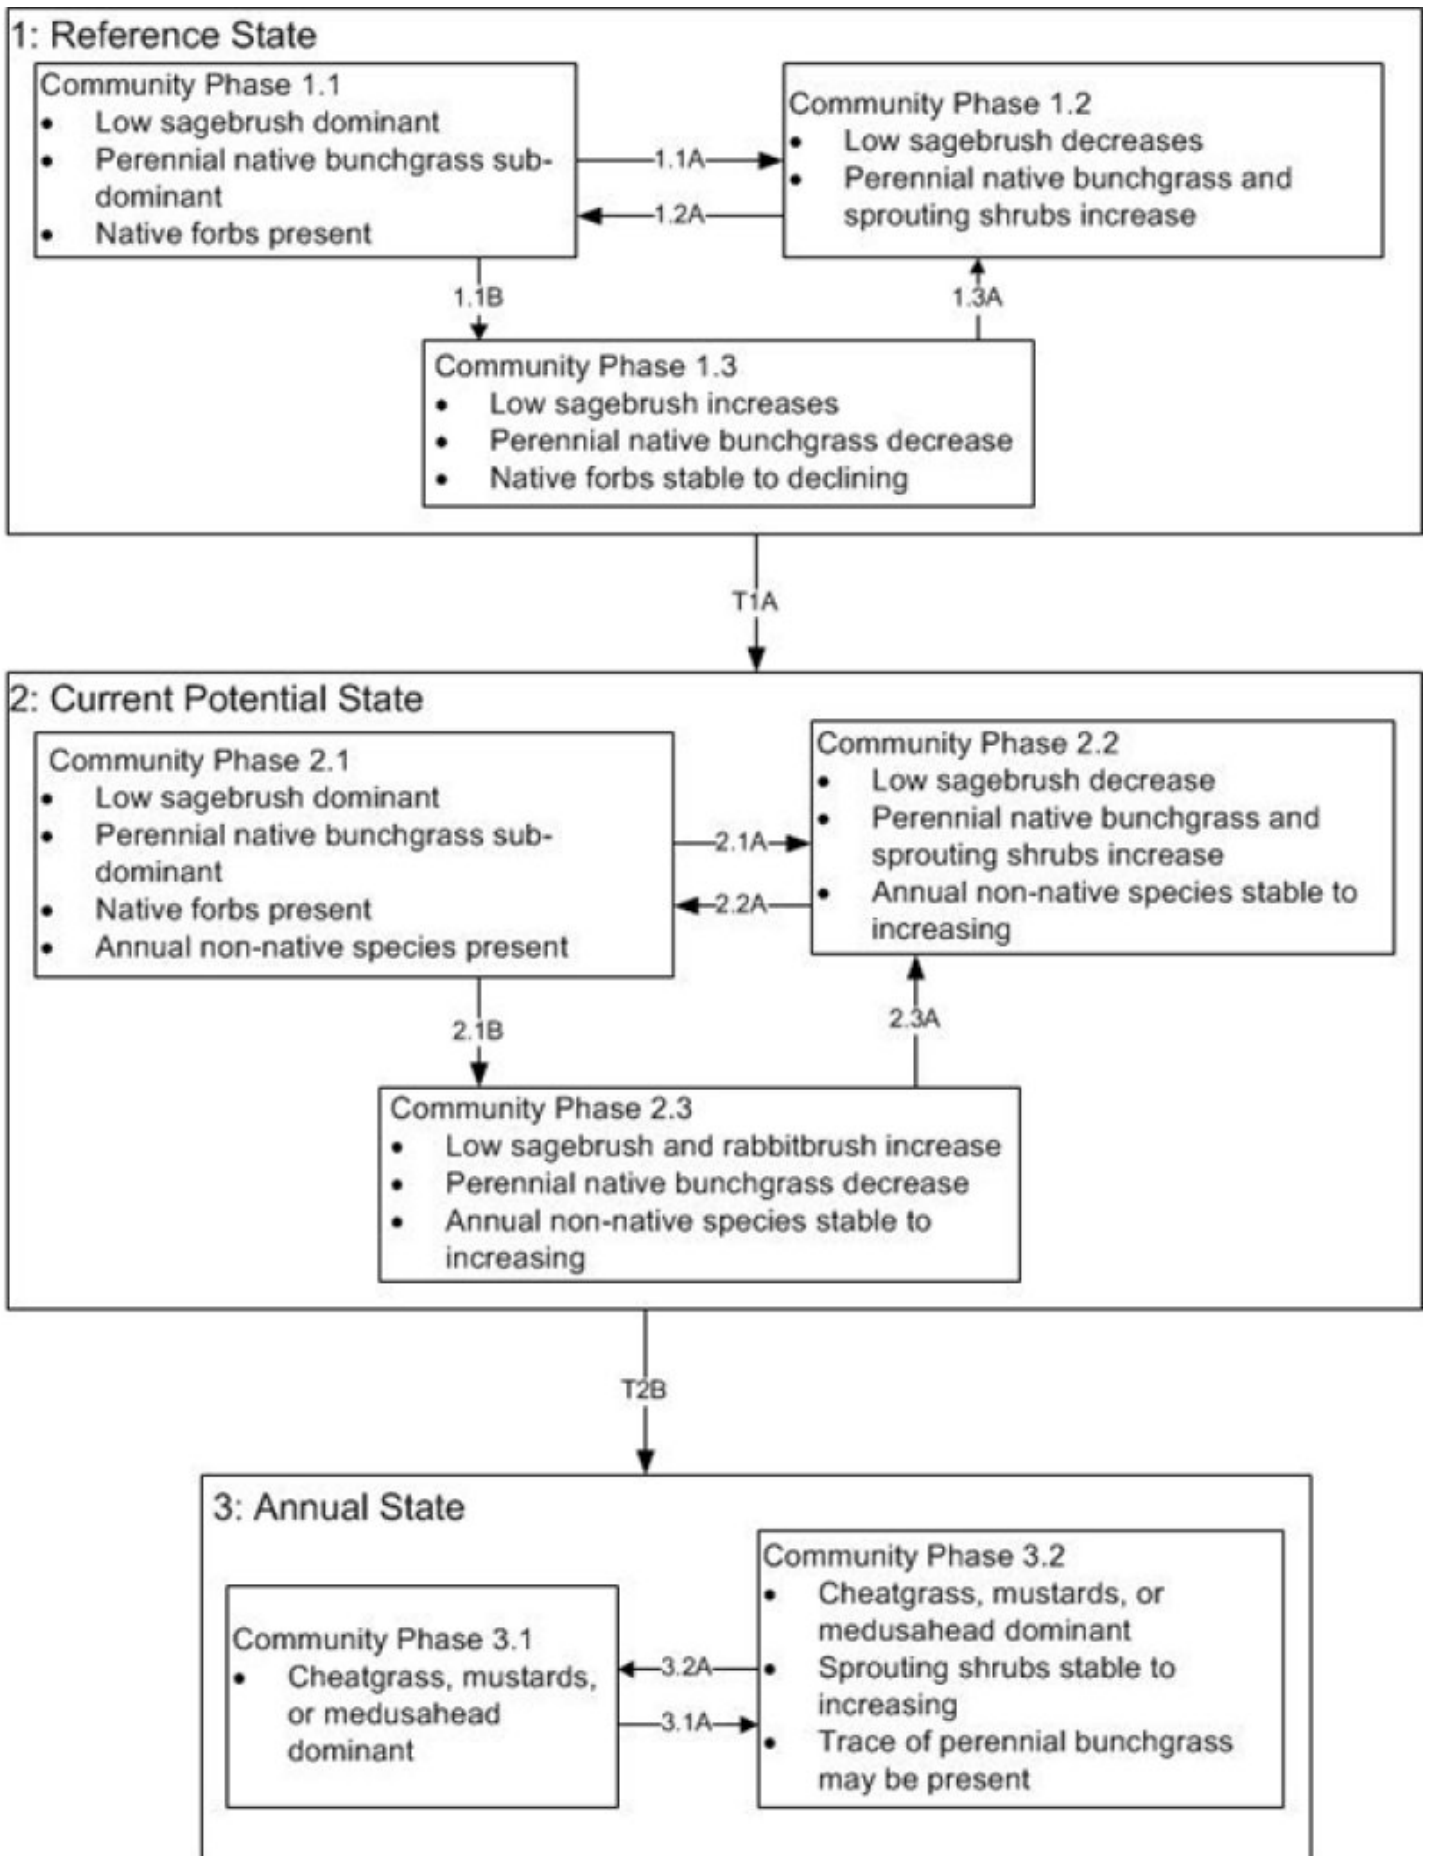 1: Reference State
Community Phase 1.1
• Low sagebrush dominant
• Perennial native bunchgrass sub-
dominant
• Native forbs present
1.1A
1.2A
Community Phase 1.2
• Low sagebrush decreases
• Perennial native bunchgrass and
sprouting shrubs increase
1.1B
1.3A
Community Phase 1.3
• Low sagebrush increases
• Perennial native bunchgrass decrease
• Native forbs stable to declining
T1A
2: Current Potential State
Community Phase 2.1
• Low sagebrush dominant
• Perennial native bunchgrass sub-
dominant
• Native forbs present
• Annual non-native species present
2.1A
2.2A
Community Phase 2.2
• Low sagebrush decrease
• Perennial native bunchgrass and
sprouting shrubs increase
• Annual non-native species stable to
increasing
2.1B
2.3A
Community Phase 2.3
• Low sagebrush and rabbitbrush increase
• Perennial native bunchgrass decrease
• Annual non-native species stable to
increasing
T2B
3: Annual State
Community Phase 3.1
• Cheatgrass, mustards,
or medusahead
dominant
3.2A
3.1A
Community Phase 3.2
• Cheatgrass, mustards, or
medusahead dominant
• Sprouting shrubs stable to
increasing
• Trace of perennial bunchgrass
may be present